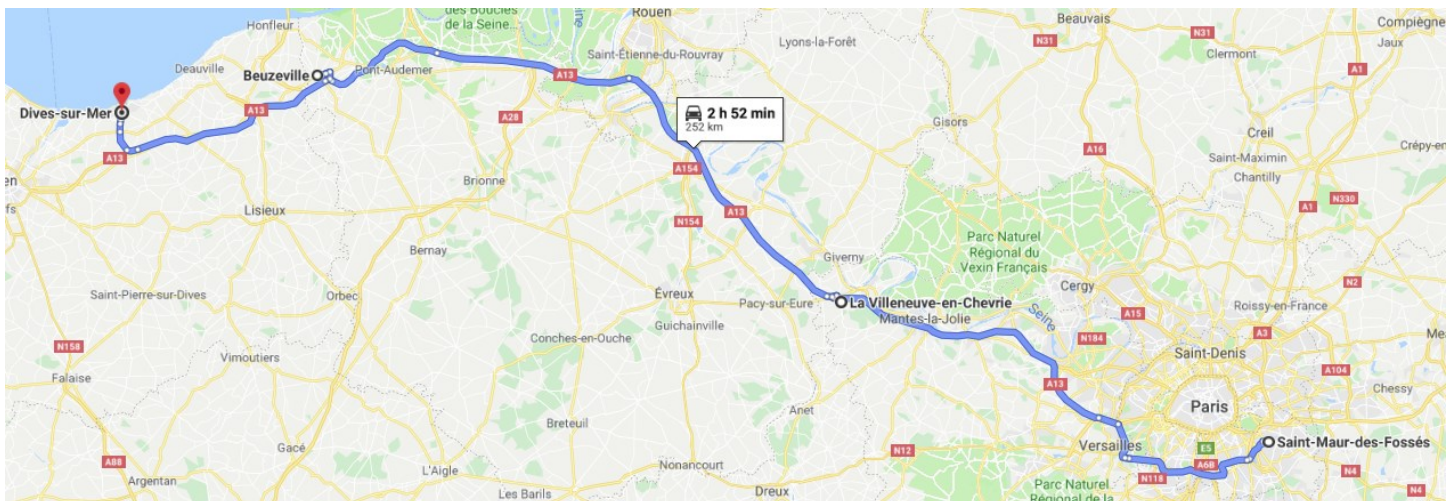 des Boucles
de la Seine...
Rouen
Honfleur
Beauvais
N31
N31
Compiègne
Clermont
Jaux
Lyons-la-Forêt
Saint-Étienne-du-Rouvray
Deauville
Beuzeville
Pont-Audemer
A13
A1
Dives-sur-Mer
A13
A28
2 h 52 min
252 km
Gisors
Creil
A16
Crépy-en
Saint-Maximin
A13
A154
Chantilly
Brionne
Lisieux
A13
N154
A1
N330
Bernay
Parc Naturel
Régional du
Vexin Français
Giverny
N2
Cergy
Saint-Pierre-sur-Dives
Orbec
Évreux
Pacy-sur-Eure
La Villeneuve-en-Chevrie
Mantes-la-Jolie
Roissy-en-France
A15
Seine
Guichainville
A3
N158
Conches-en-Ouche
N184
Saint-Denis
Vimoutiers
A104
Falaise
A13
Chessy
Paris
Anet
Breteuil
Saint-Maur-des-Fossés
Gacé
Versailles
E5
N12
A88
L'Aigle
Nonancourt
A6B
N4
N118
Argentan
Les Barils
Dreux
Parc Naturel
Régional de la
N4